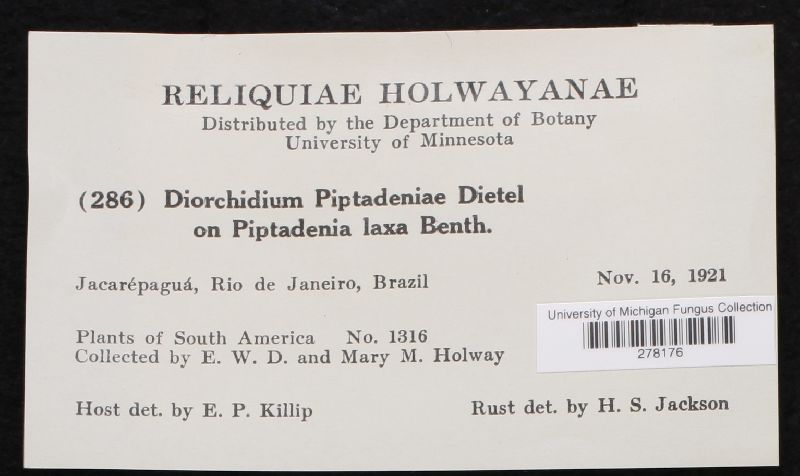 RELIQUIAE HOLWAYANAE
Distributed by the Department of Botany
University of Minnesota
(286) Diorchidium Piptadeniae Dietel
on Piptadenia laxa Benth.
Jacarépaguá, Rio de Janeiro, Brazil Nov. 16, 1921
University of Michigan Fungus Collection
278176
Plants of South America No. 1316
Collected by E. W. D. and Mary M. Holway
Host det. by E. P. Killip Rust det. by H. S. Jackson